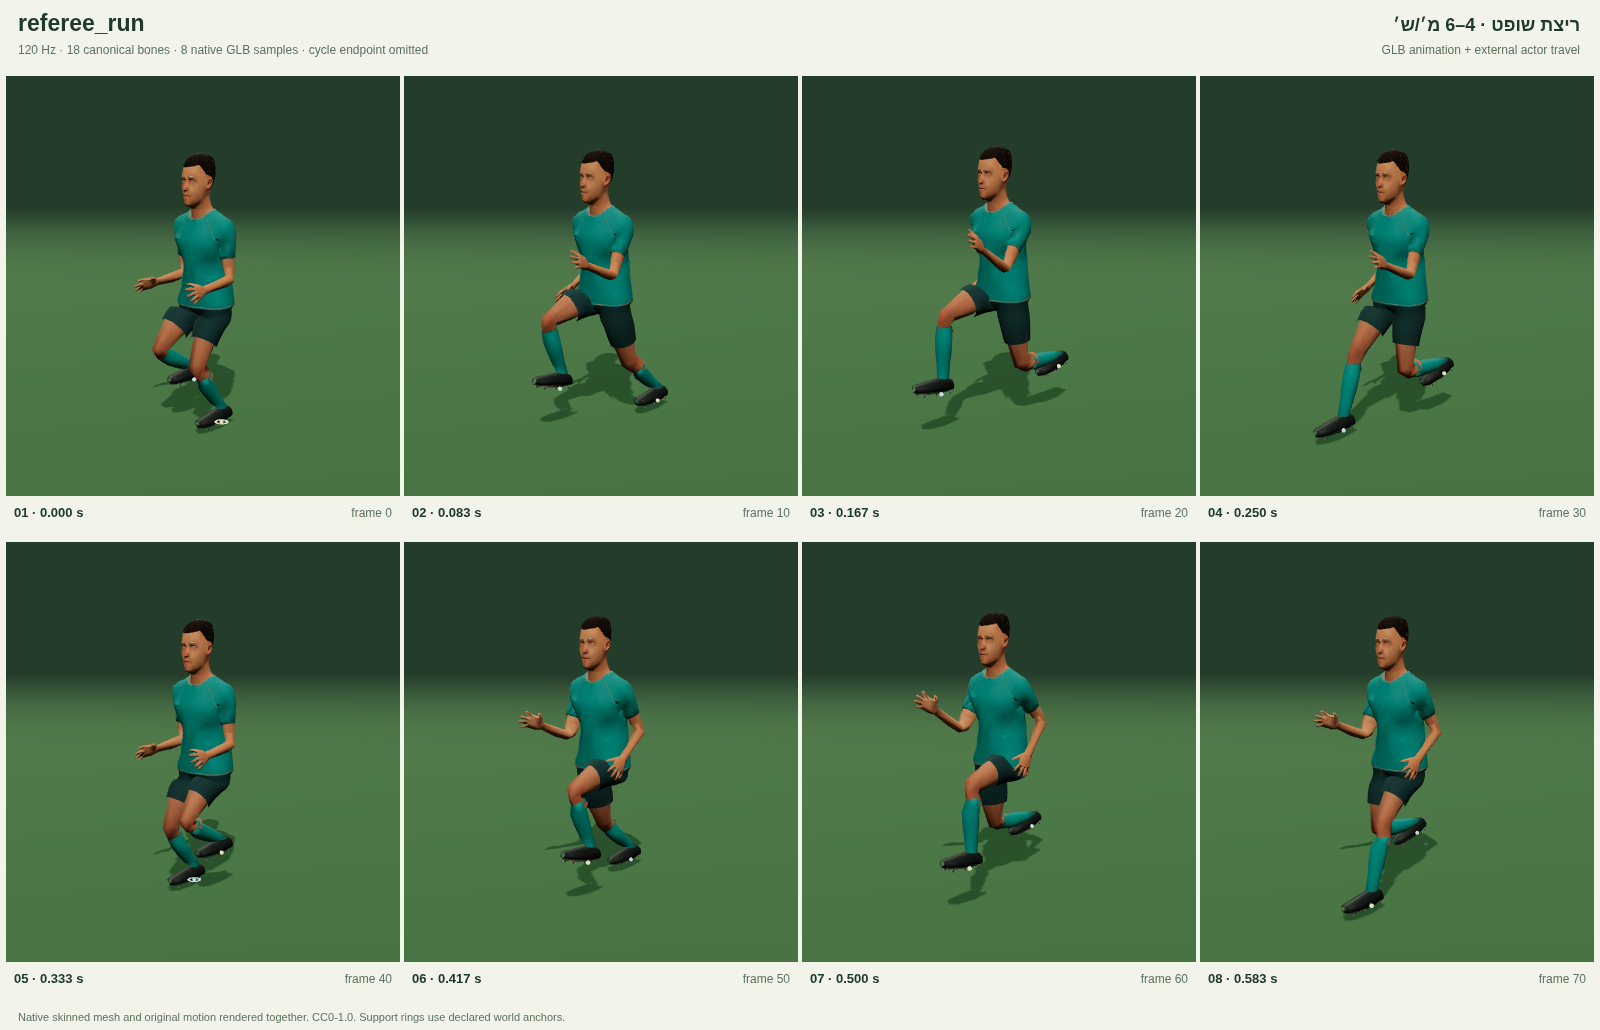 referee_run
ריצת שופט · 4–6 מ׳/ש׳
120 Hz · 18 canonical bones · 8 native GLB samples · cycle endpoint omitted
GLB animation + external actor travel
01 · 0.000 s
frame 0
02 · 0.083 s
frame 10
03 · 0.167 s
frame 20
04 · 0.250 s
frame 30
05 · 0.333 s
frame 40
06 · 0.417 s
frame 50
07 · 0.500 s
frame 60
08 · 0.583 s
frame 70
Native skinned mesh and original motion rendered together. CC0-1.0. Support rings use declared world anchors.